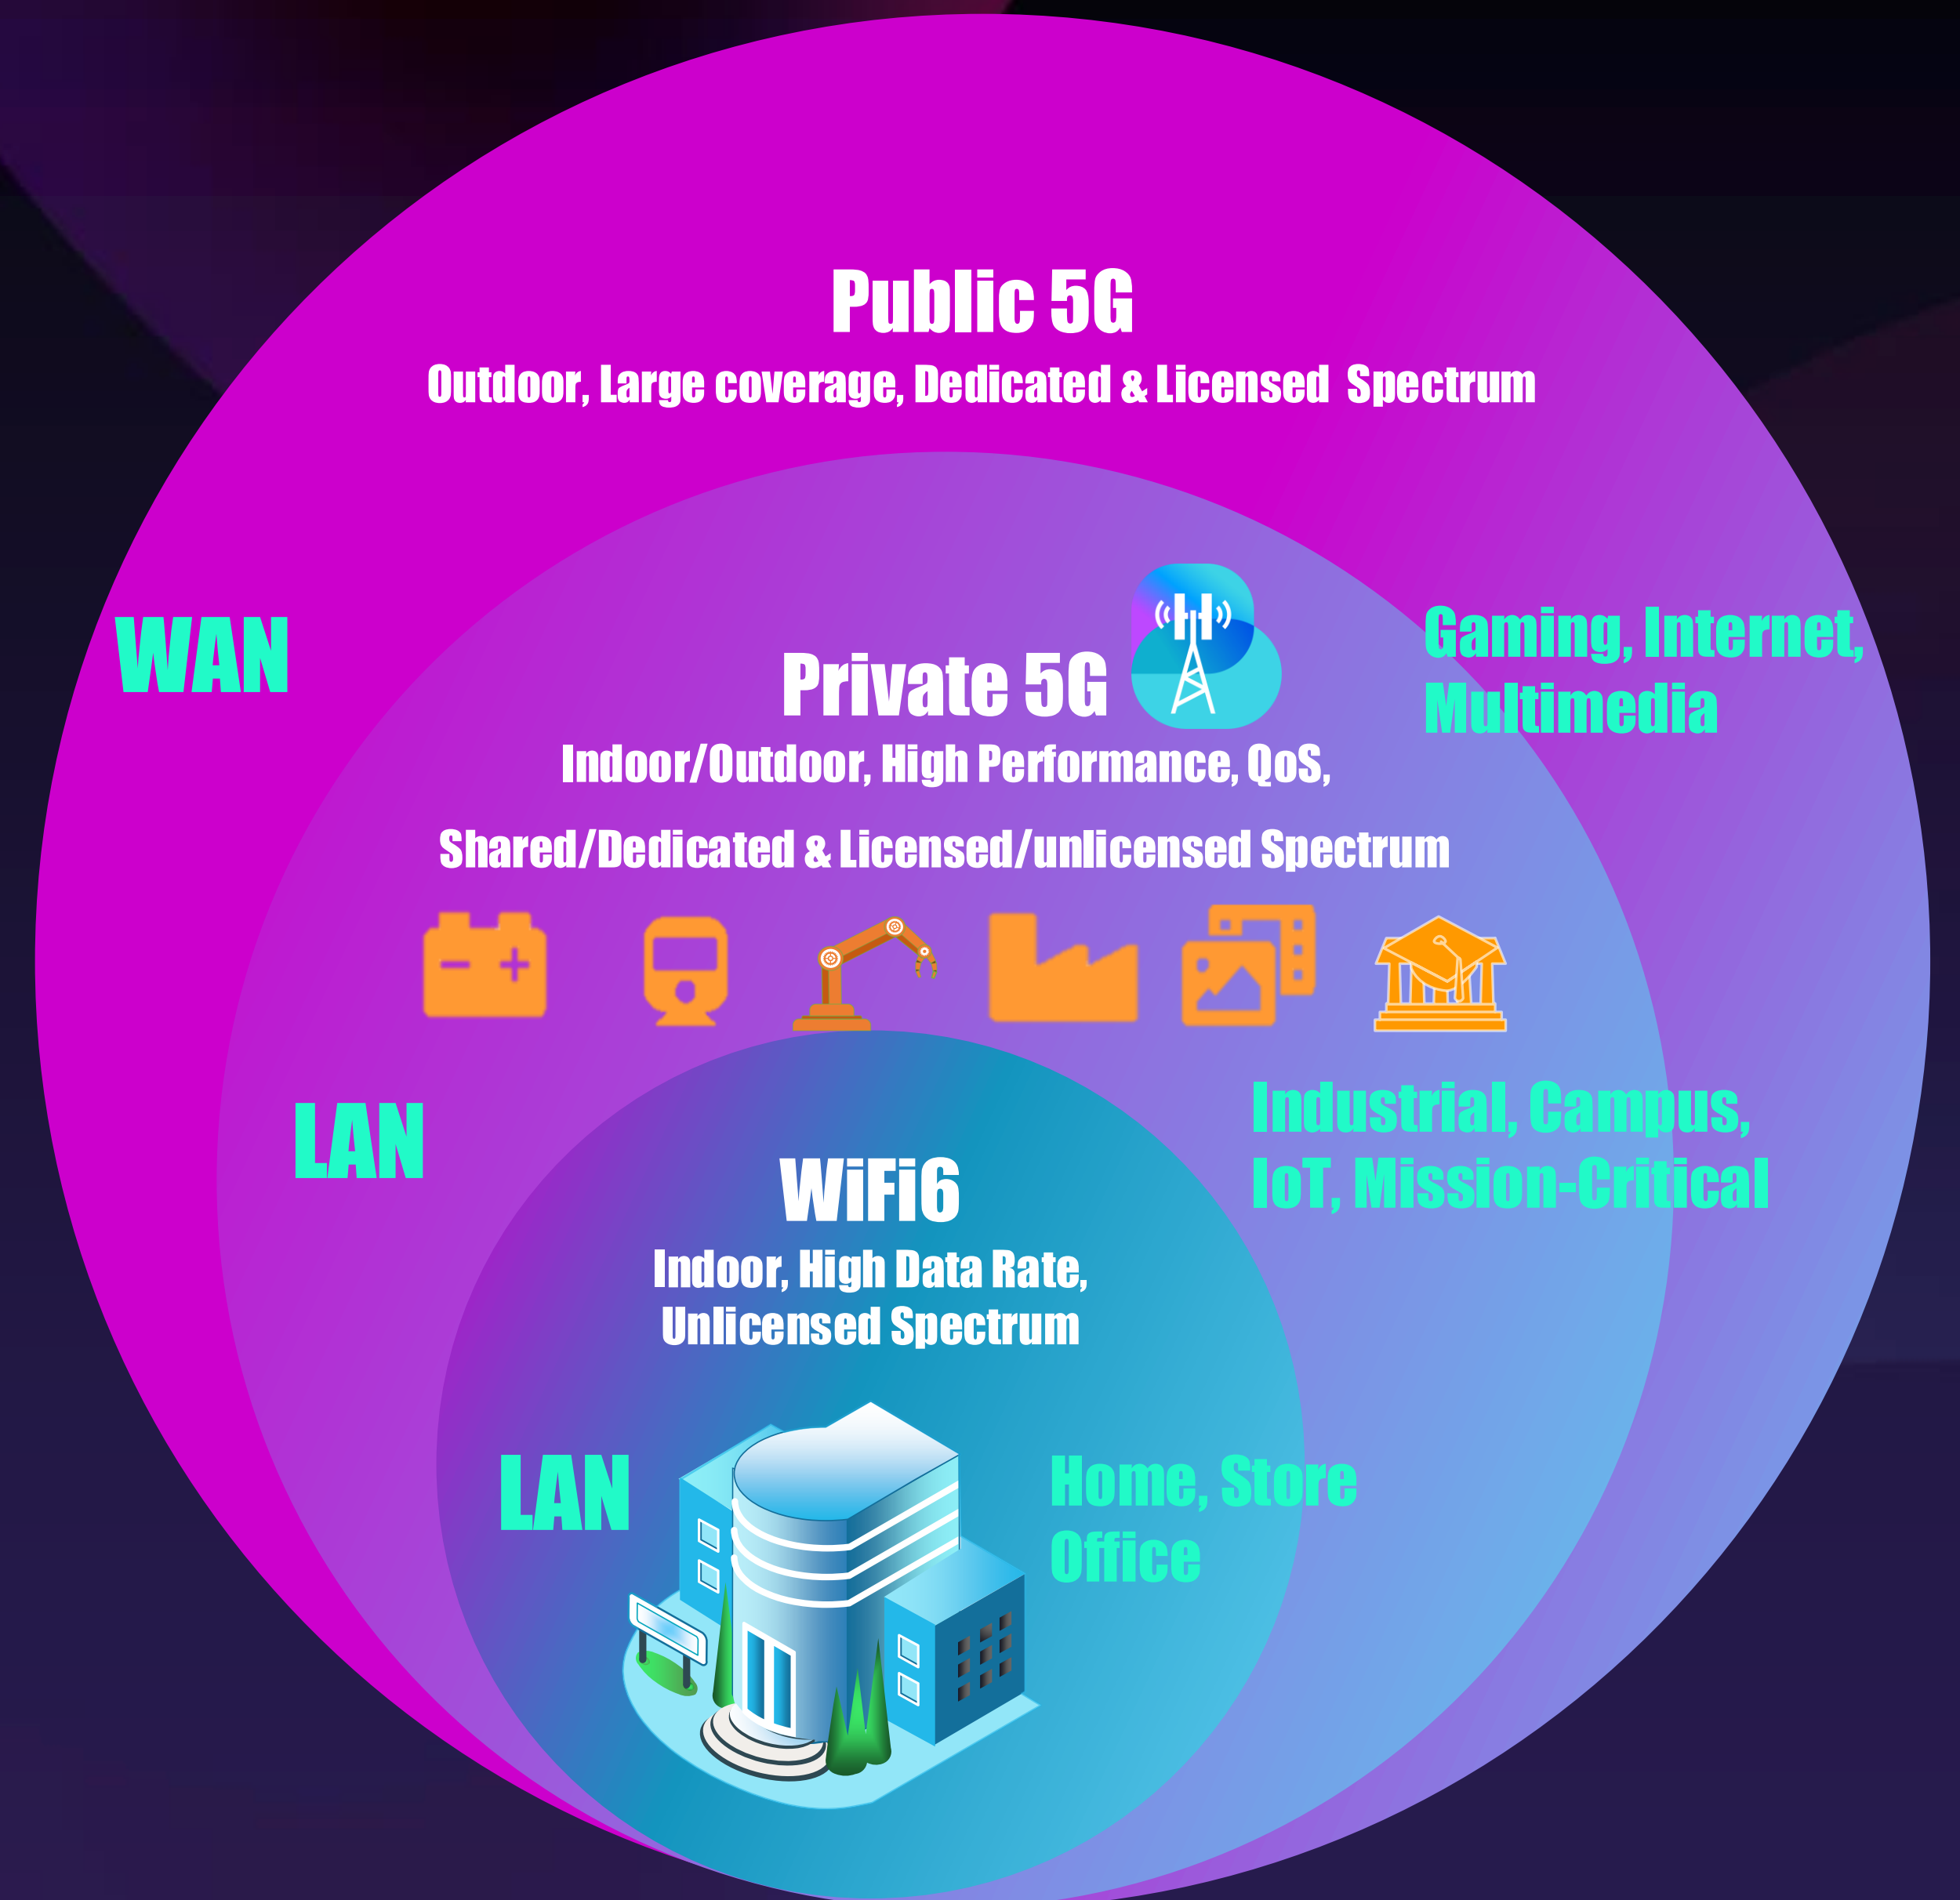 Public 5G
Outdoor, Large coverage, Dedicated & Licensed Spectrum
WAN
Gaming, Internet,
Multimedia
Private 5G
Indoor/Outdoor, High Performance, QoS,
Shared/Dedicated & Licensed/unlicensed Spectrum
LAN
Industrial, Campus,
IoT, Mission-Critical
WiFi6
Indoor, High Data Rate,
Unlicensed Spectrum
LAN
Home, Store
Office